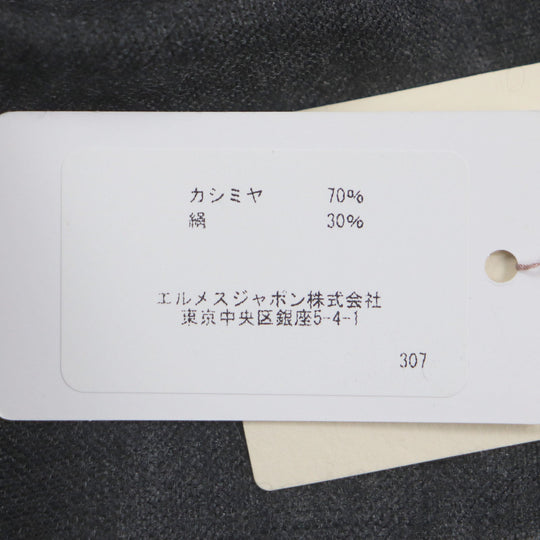 カシミヤ 70%
絹 30%
エルメスジャポン株式会社
東京中央区銀座5-4-1
307